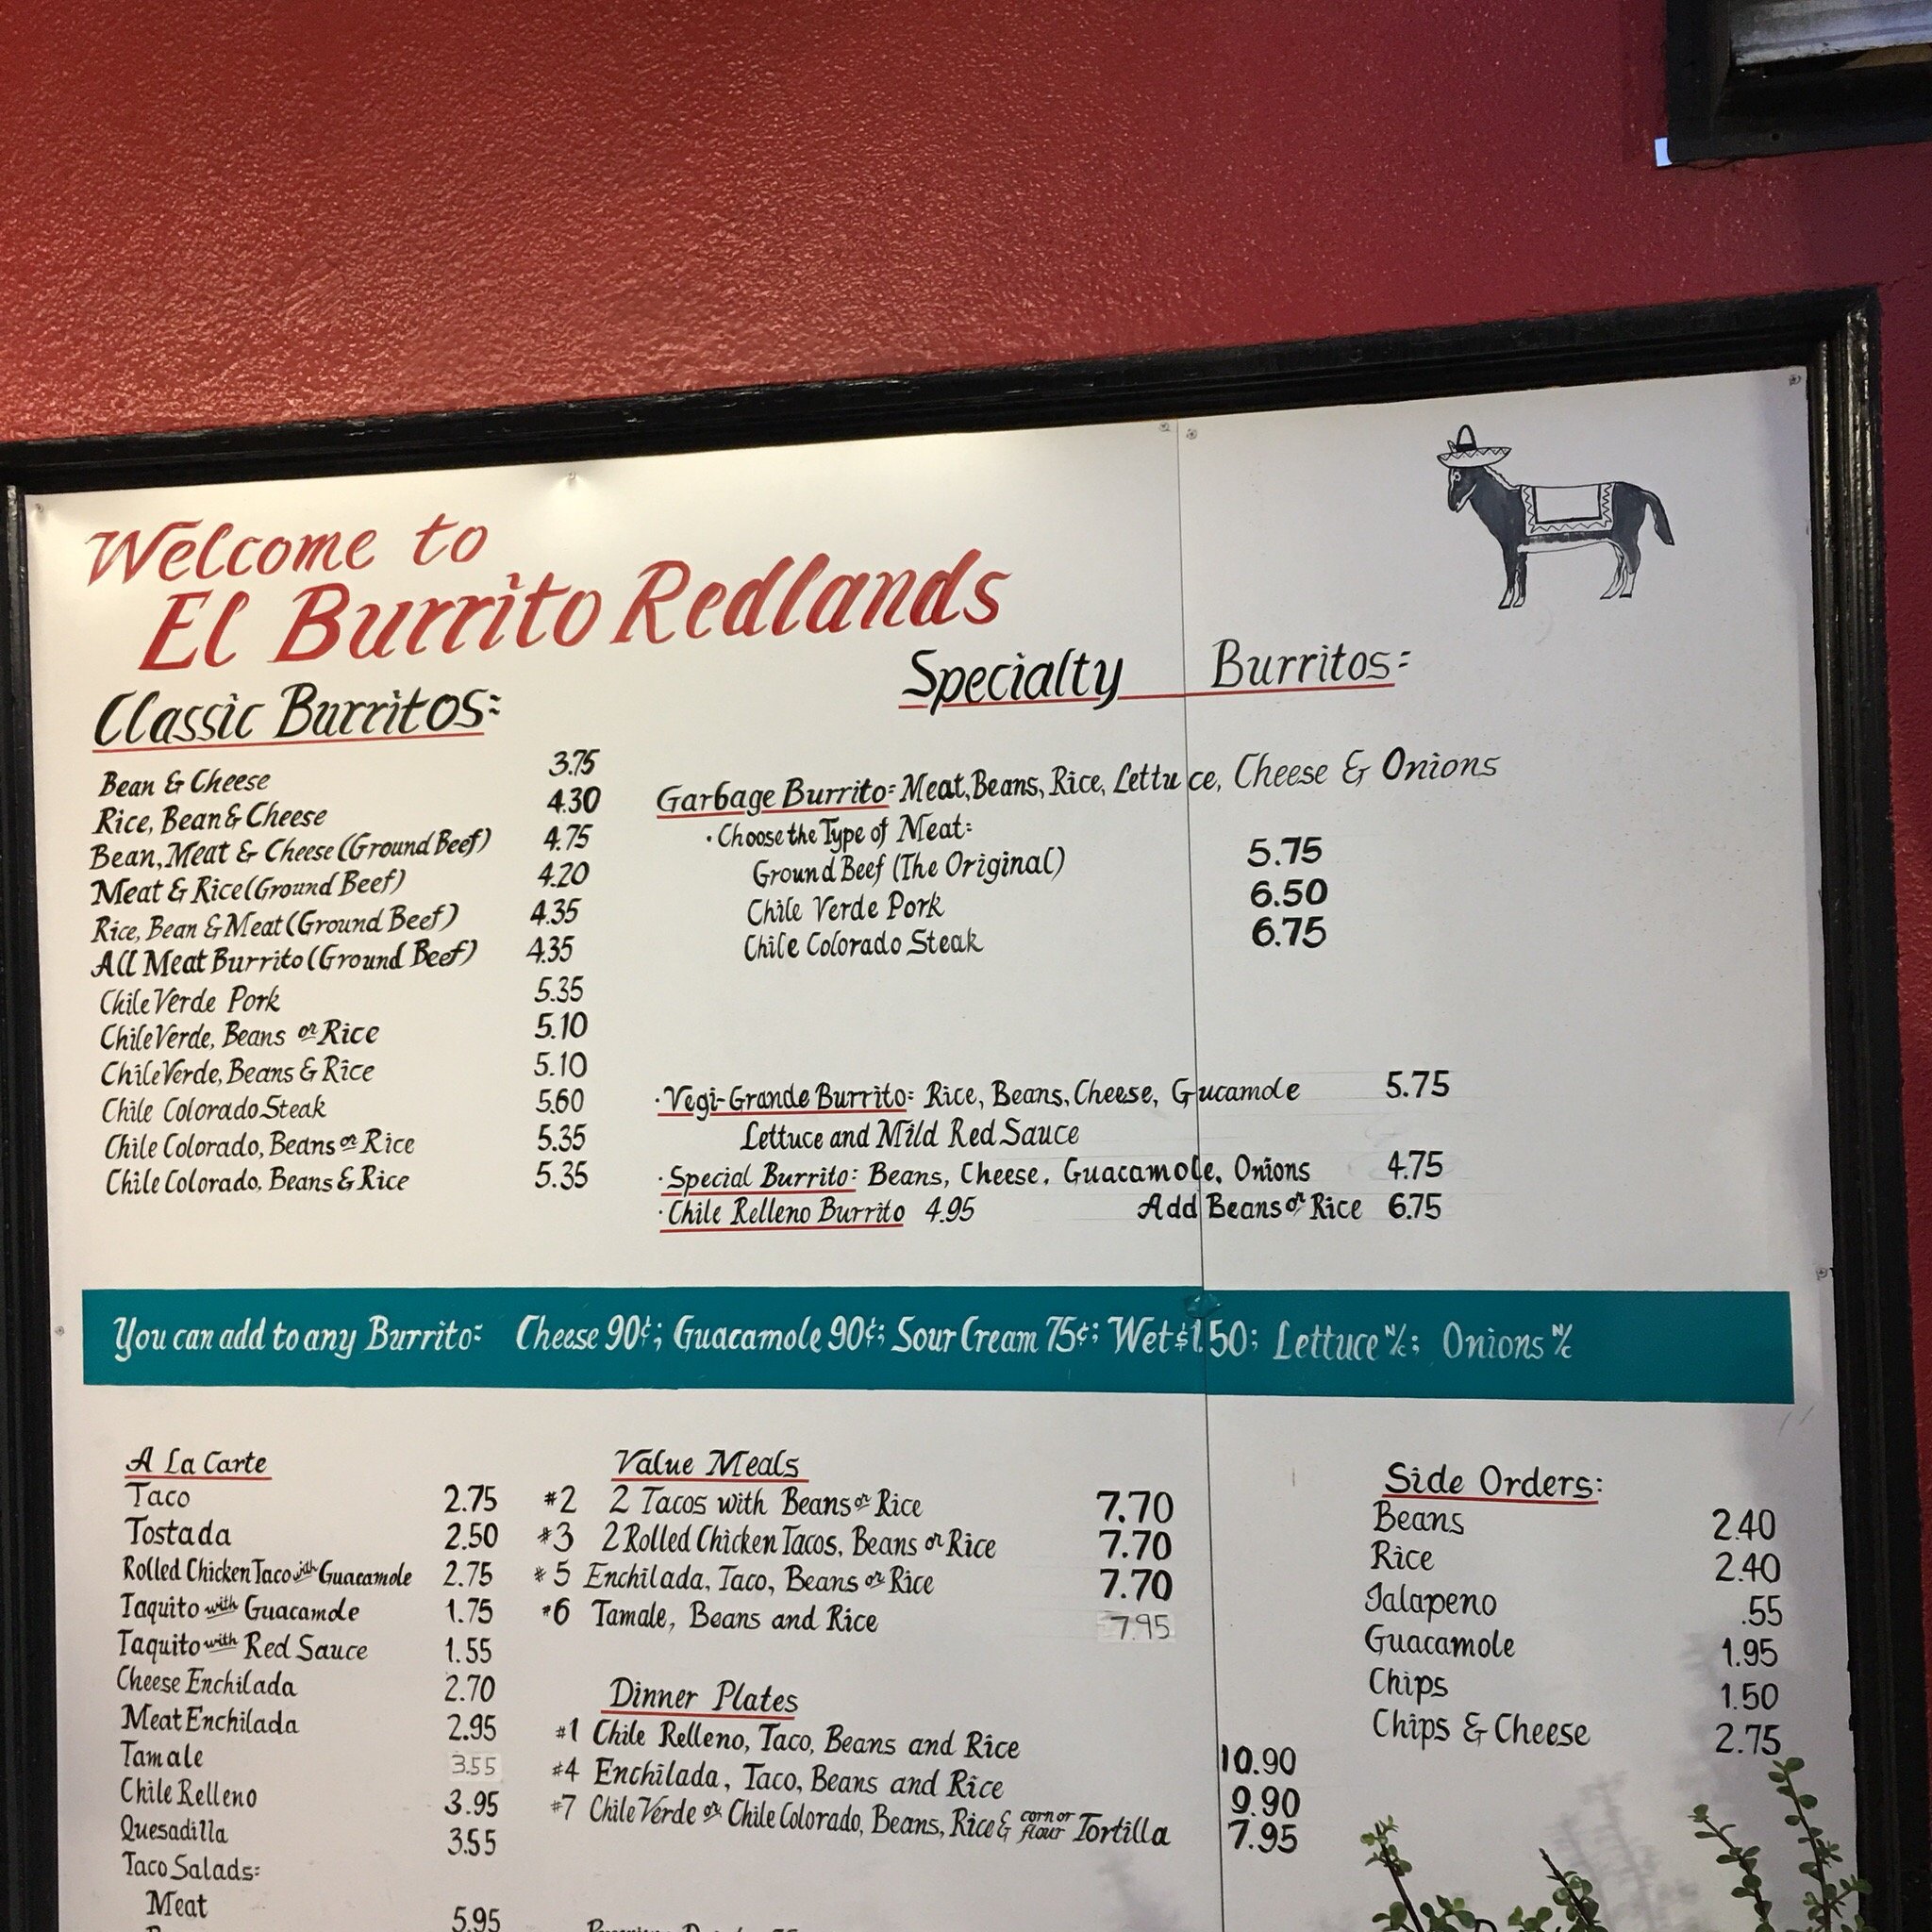 Welcome to
El Burrito Redlands
Classic Burritos:
Bean & Cheese 3.75
Rice, Bean & Cheese 4.30
Bean, Meat & Cheese (Ground Beef) 4.75
Meat & Rice (Ground Beef) 4.20
Rice, Bean & Meat (Ground Beef) 4.35
All Meat Burrito (Ground Beef) 4.35
Chile Verde Pork 5.35
Chile Verde, Beans or Rice 5.10
Chile Verde, Beans & Rice 5.10
Chile Colorado Steak 5.60
Chile Colorado, Beans or Rice 5.35
Chile Colorado, Beans & Rice 5.35
Specialty Burritos:
Garbage Burrito: Meat, Beans, Rice, Lettuce, Cheese & Onions
· Choose the Type of Meat:
Ground Beef (The Original) 5.75
Chile Verde Pork 6.50
Chile Colorado Steak 6.75
· Vegi-Grande Burrito: Rice, Beans, Cheese, Gucamole 5.75
Lettuce and Mild Red Sauce
· Special Burrito: Beans, Cheese, Guacamole, Onions 4.75
· Chile Relleno Burrito 4.95 Add Beans or Rice 6.75
You can add to any Burrito: Cheese 90¢; Guacamole 90¢; Sour Cream 75¢; Wet $1.50; Lettuce N/C; Onions N/C
A La Carte
Taco 2.75
Tostada 2.50
Rolled Chicken Taco with Guacamole 2.75
Taquito with Guacamole 1.75
Taquito with Red Sauce 1.55
Cheese Enchilada 2.70
Meat Enchilada 2.95
Tamale 3.55
Chile Relleno 3.95
Quesadilla 3.55
Taco Salads:
Meat 5.95
Value Meals
#2 2 Tacos with Beans or Rice 7.70
#3 2 Rolled Chicken Tacos, Beans or Rice 7.70
#5 Enchilada, Taco, Beans or Rice 7.70
#6 Tamale, Beans and Rice 7.95
Dinner Plates
#1 Chile Relleno, Taco, Beans and Rice 10.90
#4 Enchilada, Taco, Beans and Rice 9.90
#7 Chile Verde or Chile Colorado, Beans, Rice & corn or flour Tortilla 7.95
Side Orders:
Beans 2.40
Rice 2.40
Jalapeno .55
Guacamole 1.95
Chips 1.50
Chips & Cheese 2.75